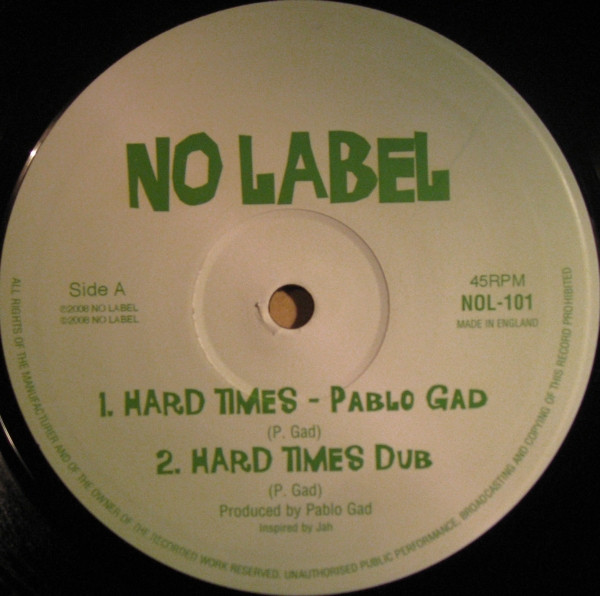 NO LABEL
Side A
℗2008 NO LABEL
©2008 NO LABEL
45RPM
NOL-101
MADE IN ENGLAND
1. HARD TIMES - PABLO GAD
(P. Gad)
2. HARD TIMES DUB
(P. Gad)
Produced by Pablo Gad
Inspired by Jah
ALL RIGHTS OF THE MANUFACTURER AND OF THE OWNER OF THE RECORDED WORK RESERVED. UNAUTHORISED PUBLIC PERFORMANCE, BROADCASTING AND COPYING OF THIS RECORD PROHIBITED